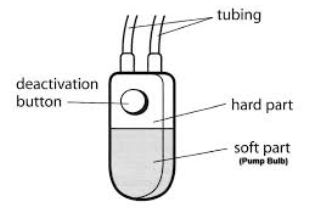 tubing
deactivation
button
hard part
soft part
(Pump Bulb)